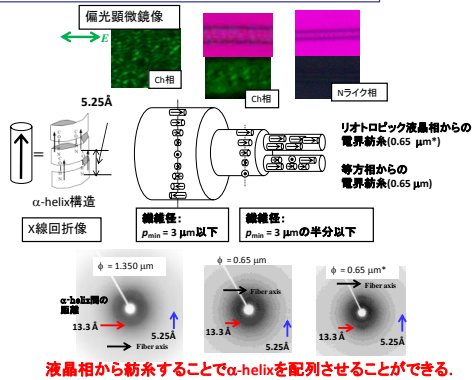 偏光顕微鏡像
E
Ch相
Ch相
Nライク相
5.25Å
=
α-helix構造
リオトロピック液晶相からの
電界紡糸(0.65 μm*)
等方相からの
電界紡糸(0.65 μm)
X線回折像
繊維径:
pmin = 3 μm以下
繊維径:
pmin = 3 μmの半分以下
ϕ = 1.350 μm
ϕ = 0.65 μm
ϕ = 0.65 μm*
α-helix間の
距離
13.3 Å
5.25Å
Fiber axis
Fiber axis
13.3 Å
5.25Å
Fiber axis
13.3 Å
5.25Å
液晶相から紡糸することでα-helixを配列させることができる.